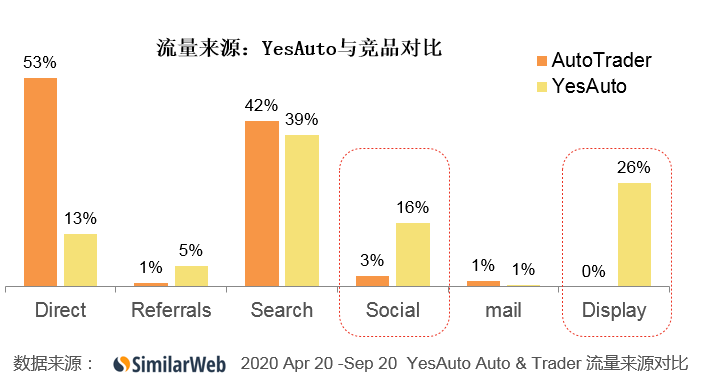 流量来源：YesAuto与竞品对比
AutoTrader
YesAuto
53%
13%
1%
5%
42%
39%
3%
16%
1%
1%
0%
26%
Direct
Referrals
Search
Social
mail
Display
数据来源： SimilarWeb 2020 Apr 20 -Sep 20 YesAuto Auto & Trader 流量来源对比